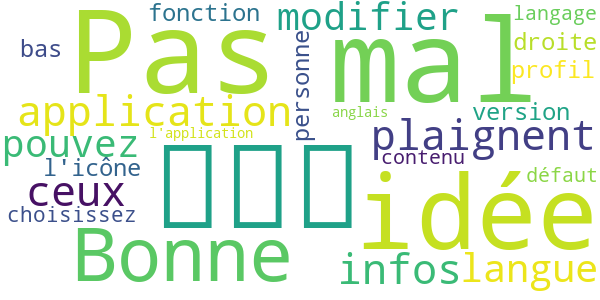 fonction
modifier
langage
Pas
mal
bas
personne
droite
profil
application
anglais
version
l'application
plaignent
pouvez
contenu
l'icône
ceux
défaut
idée
choisissez
Bonne
infos
langue